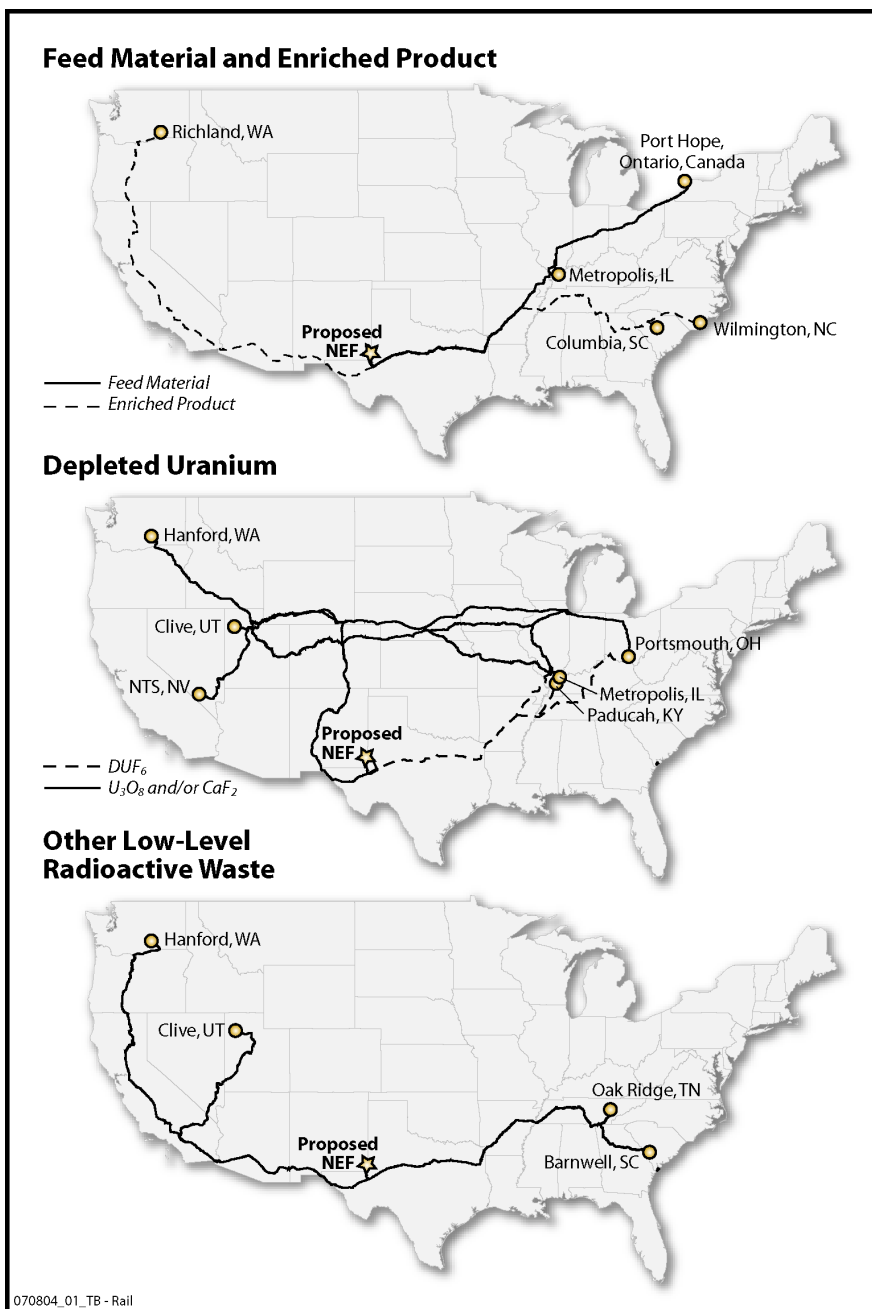 Feed Material and Enriched Product
Richland, WA
Port Hope,
Ontario, Canada
Metropolis, IL
Proposed
NEF
Columbia, SC
Wilmington, NC
Feed Material
Enriched Product
Depleted Uranium
Hanford, WA
Clive, UT
Portsmouth, OH
NTS, NV
Metropolis, IL
Paducah, KY
Proposed
NEF
DUF₆
U₃O₈ and/or CaF₂
Other Low-Level
Radioactive Waste
Hanford, WA
Clive, UT
Oak Ridge, TN
Proposed
NEF
Barnwell, SC
070804_01_TB - Rail